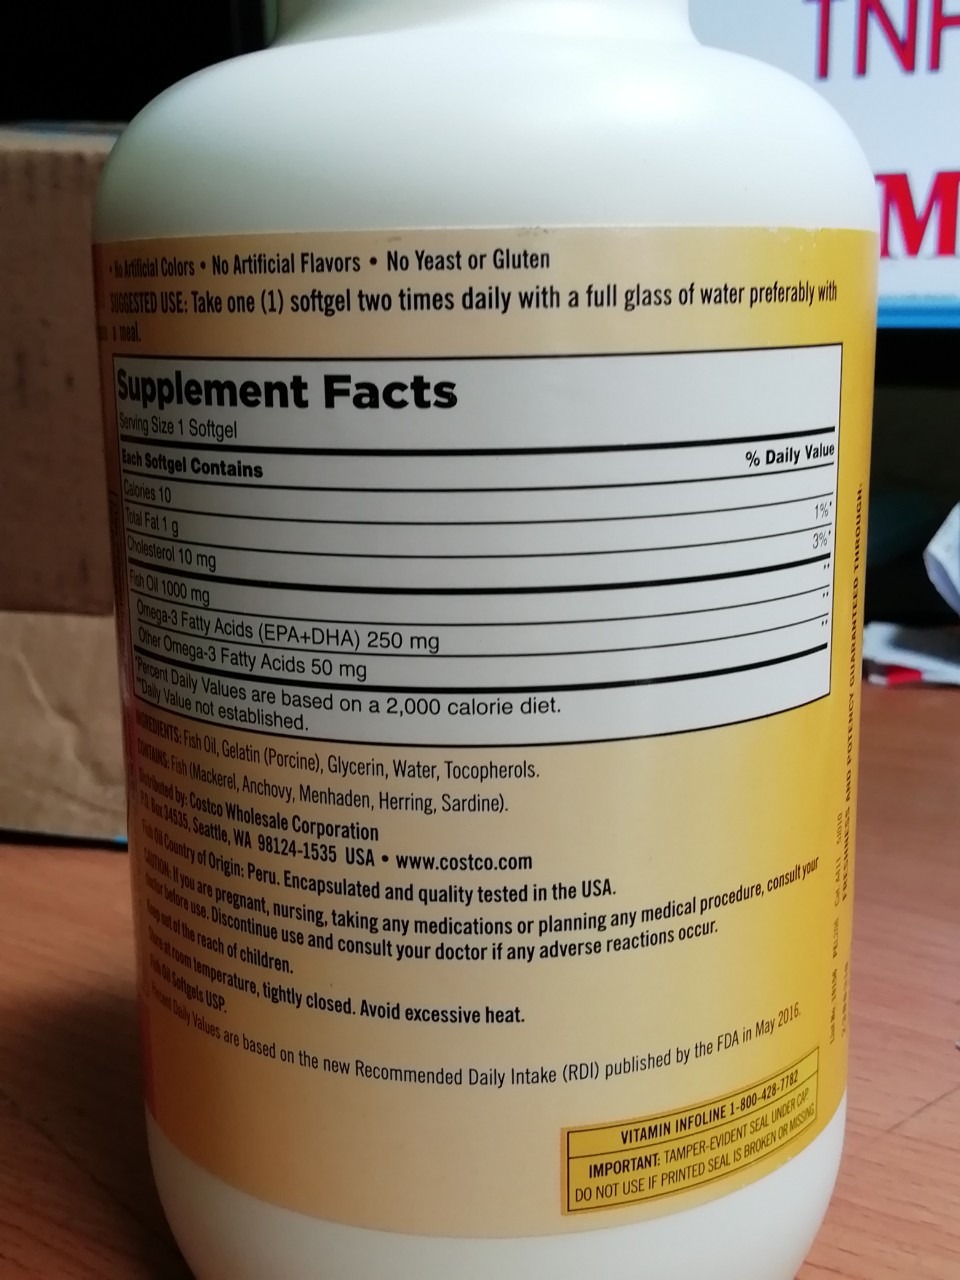 TNF
M
• No Artificial Colors • No Artificial Flavors • No Yeast or Gluten
SUGGESTED USE: Take one (1) softgel two times daily with a full glass of water preferably with
a meal.
Supplement Facts
Serving Size 1 Softgel
Each Softgel Contains % Daily Value
Calories 10
Total Fat 1 g 1%*
Cholesterol 10 mg 3%*
Fish Oil 1000 mg **
Omega-3 Fatty Acids (EPA+DHA) 250 mg **
Other Omega-3 Fatty Acids 50 mg **
*Percent Daily Values are based on a 2,000 calorie diet.
**Daily Value not established.
INGREDIENTS: Fish Oil, Gelatin (Porcine), Glycerin, Water, Tocopherols.
CONTAINS: Fish (Mackerel, Anchovy, Menhaden, Herring, Sardine).
Distributed by: Costco Wholesale Corporation
P.O. Box 34535, Seattle, WA 98124-1535 USA • www.costco.com
Fish Oil Country of Origin: Peru. Encapsulated and quality tested in the USA.
CAUTION: If you are pregnant, nursing, taking any medications or planning any medical procedure, consult your
doctor before use. Discontinue use and consult your doctor if any adverse reactions occur.
Keep out of the reach of children.
Store at room temperature, tightly closed. Avoid excessive heat.
Fish Oil Softgels USP.
Percent Daily Values are based on the new Recommended Daily Intake (RDI) published by the FDA in May 2016.
VITAMIN INFOLINE 1-800-428-7782
IMPORTANT: TAMPER-EVIDENT SEAL UNDER CAP.
DO NOT USE IF PRINTED SEAL IS BROKEN OR MISSING.
FRESHNESS AND POTENCY GUARANTEED THROUGH: